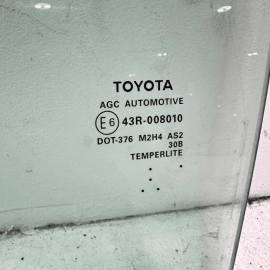 TOYOTA
AGC AUTOMOTIVE
E6 43R-008010
DOT-376 M2H4 AS2
30B
TEMPERLITE